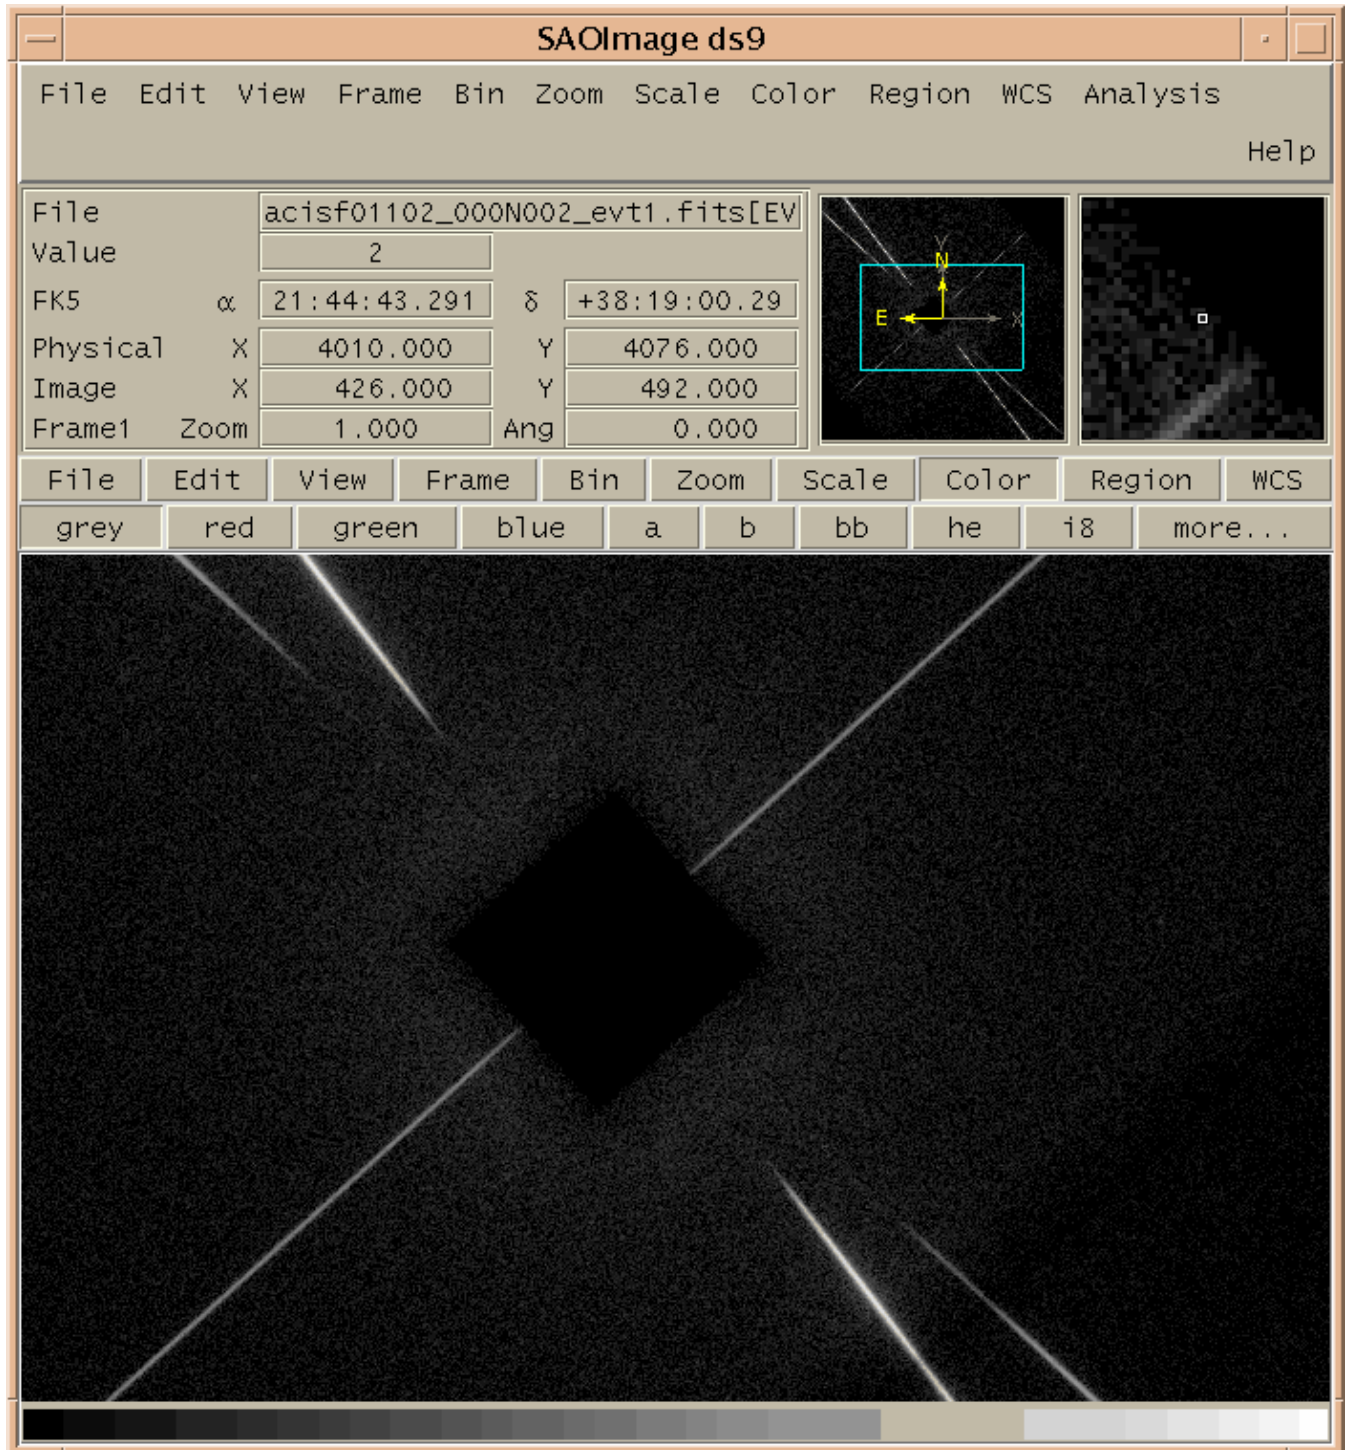 SAOImage ds9
File Edit View Frame Bin Zoom Scale Color Region WCS Analysis
Help
File acisf01102_000N002_evt1.fits[EV
Value 2
FK5 α 21:44:43.291 δ +38:19:00.29
Physical X 4010.000 Y 4076.000
Image X 426.000 Y 492.000
Frame1 Zoom 1.000 Ang 0.000
Y
N
E X
File Edit View Frame Bin Zoom Scale Color Region WCS
grey red green blue a b bb he i8 more...